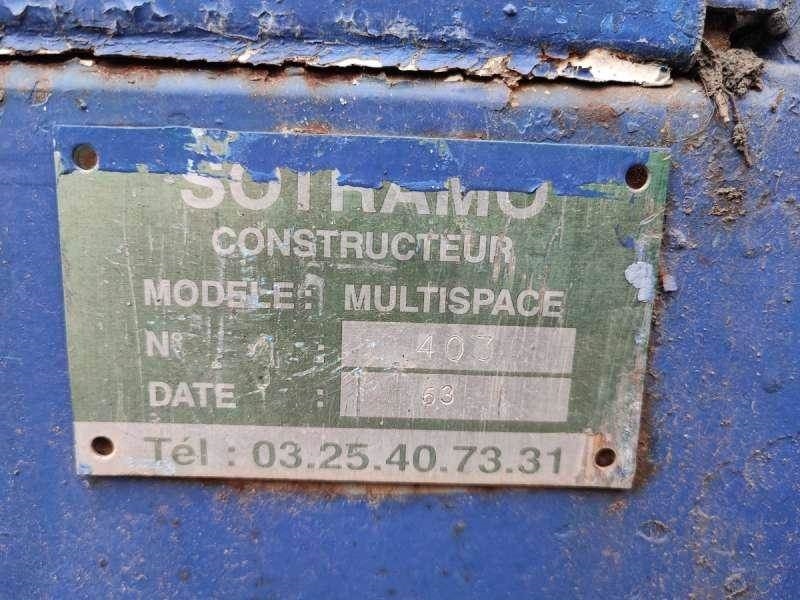 SOTRAMO
CONSTRUCTEUR
MODELE : MULTISPACE
N° : 403
DATE : 63
Tél : 03.25.40.73.31